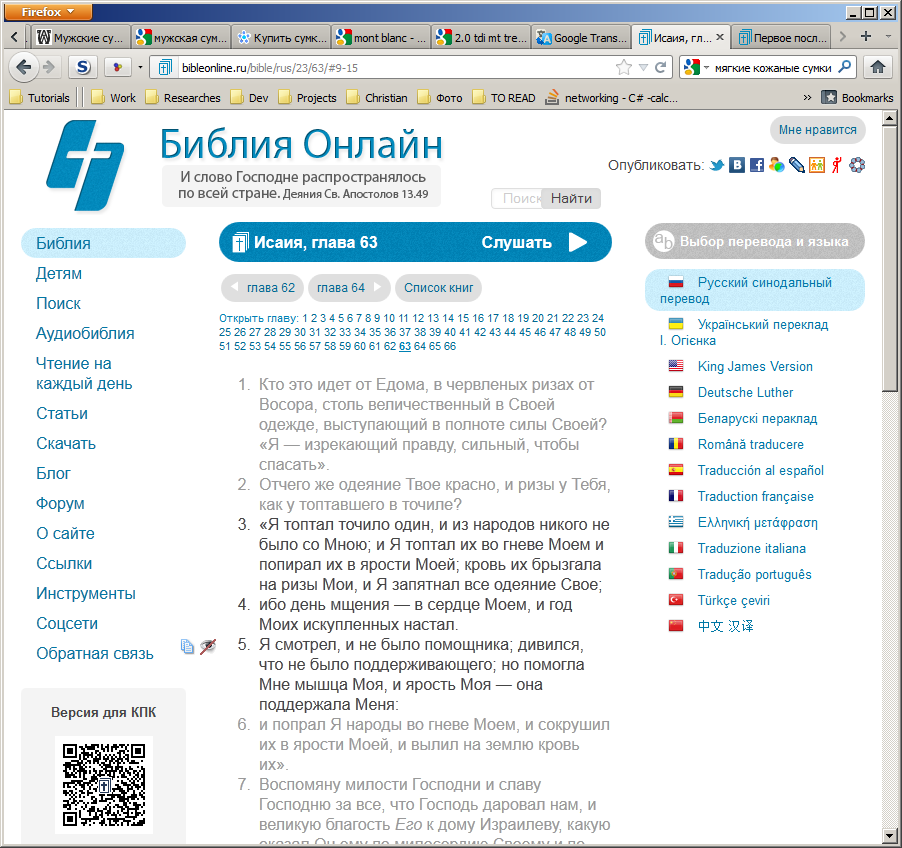 Firefox
Мужские су...
мужская сум...
Купить сумк...
mont blanc - ...
2.0 tdi mt tre...
Google Trans...
Исаия, гл...
Первое посл...
bibleonline.ru/bible/rus/23/63/#9-15
мягкие кожаные сумки
Tutorials
Work
Researches
Dev
Projects
Christian
Фото
TO READ
networking - C# -calc...
Bookmarks
Библия Онлайн
И слово Господне распространялось
по всей стране. Деяния Св. Апостолов 13.49
Мне нравится
Опубликовать:
Поиск
Найти
Библия
Детям
Поиск
Аудиобиблия
Чтение на
каждый день
Статьи
Скачать
Блог
Форум
О сайте
Ссылки
Инструменты
Соцсети
Обратная связь
Версия для КПК
Исаия, глава 63
Слушать
глава 62
глава 64
Список книг
Открыть главу: 1 2 3 4 5 6 7 8 9 10 11 12 13 14 15 16 17 18 19 20 21 22 23 24
25 26 27 28 29 30 31 32 33 34 35 36 37 38 39 40 41 42 43 44 45 46 47 48 49 50
51 52 53 54 55 56 57 58 59 60 61 62 63 64 65 66
1. Кто это идет от Едома, в червленых ризах от
Восора, столь величественный в Своей
одежде, выступающий в полноте силы Своей?
«Я — изрекающий правду, сильный, чтобы
спасать».
2. Отчего же одеяние Твое красно, и ризы у Тебя,
как у топтавшего в точиле?
3. «Я топтал точило один, и из народов никого не
было со Мною; и Я топтал их во гневе Моем и
попирал их в ярости Моей; кровь их брызгала
на ризы Мои, и Я запятнал все одеяние Свое;
4. ибо день мщения — в сердце Моем, и год
Моих искупленных настал.
5. Я смотрел, и не было помощника; дивился,
что не было поддерживающего; но помогла
Мне мышца Моя, и ярость Моя — она
поддержала Меня:
6. и попрал Я народы во гневе Моем, и сокрушил
их в ярости Моей, и вылил на землю кровь
их».
7. Воспомяну милости Господни и славу
Господню за все, что Господь даровал нам, и
великую благость Его к дому Израилеву, какую
оказал Он ему по милосердию Своему и по
Выбор перевода и языка
Русский синодальный
перевод
Український переклад
І. Огієнка
King James Version
Deutsche Luther
Беларускі пераклад
Română traducere
Traducción al español
Traduction française
Ελληνική μετάφραση
Traduzione italiana
Tradução português
Türkçe çeviri
中文 汉译